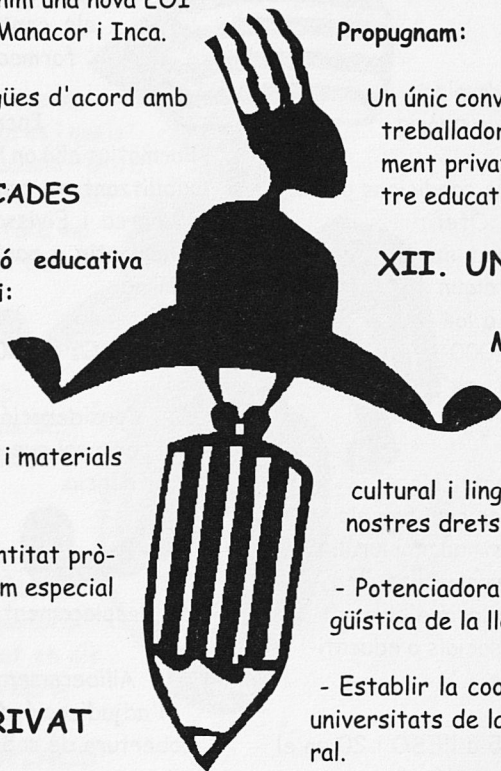 nim una nova EOI
Manacor i Inca.
gües d'acord amb
CADES
ó educativa
i:
i materials
ntitat prò-
m especial
RIVAT
Propugnam:
Un únic conv
treballador
ment privat
tre educat
XII. UN
cultural i ling
nostres drets
- Potenciadora
güística de la ll
- Establir la coo
universitats de la
ral.